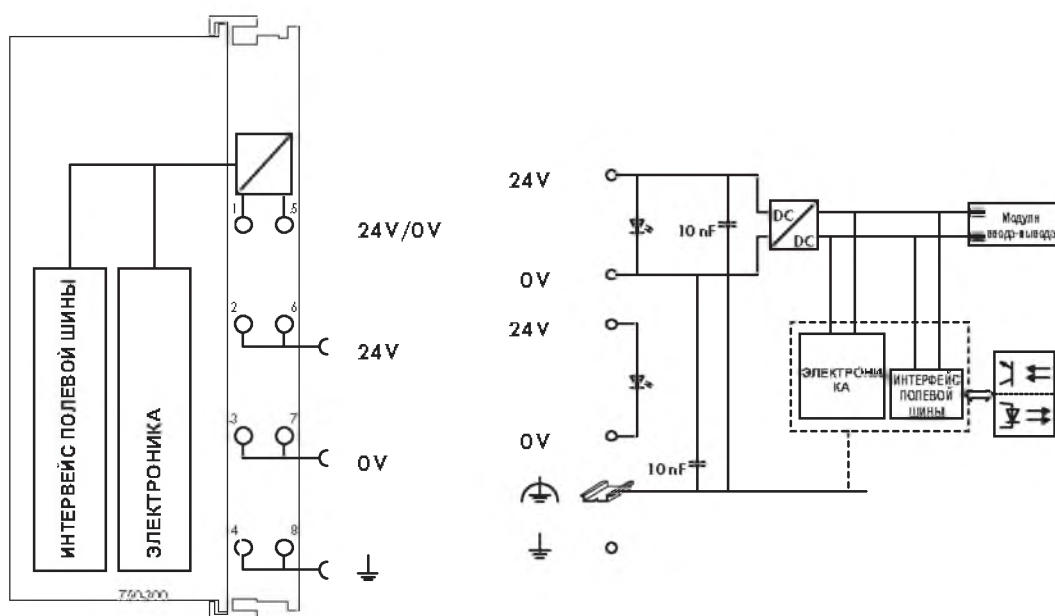 1
5
24V/0V
2
6
24V
3
7
0V
4
8
ИНТЕРВЕЙС ПОЛЕВОЙ ШИНЫ
ЭЛЕКТРОНИКА
24V
0V
24V
0V
10 nF
10 nF
DC
DC
Модули
ввода-вывода
ЭЛЕКТРОНИ
КА
ИНТЕРФЕЙС
ПОЛЕВОЙ
ШИНЫ